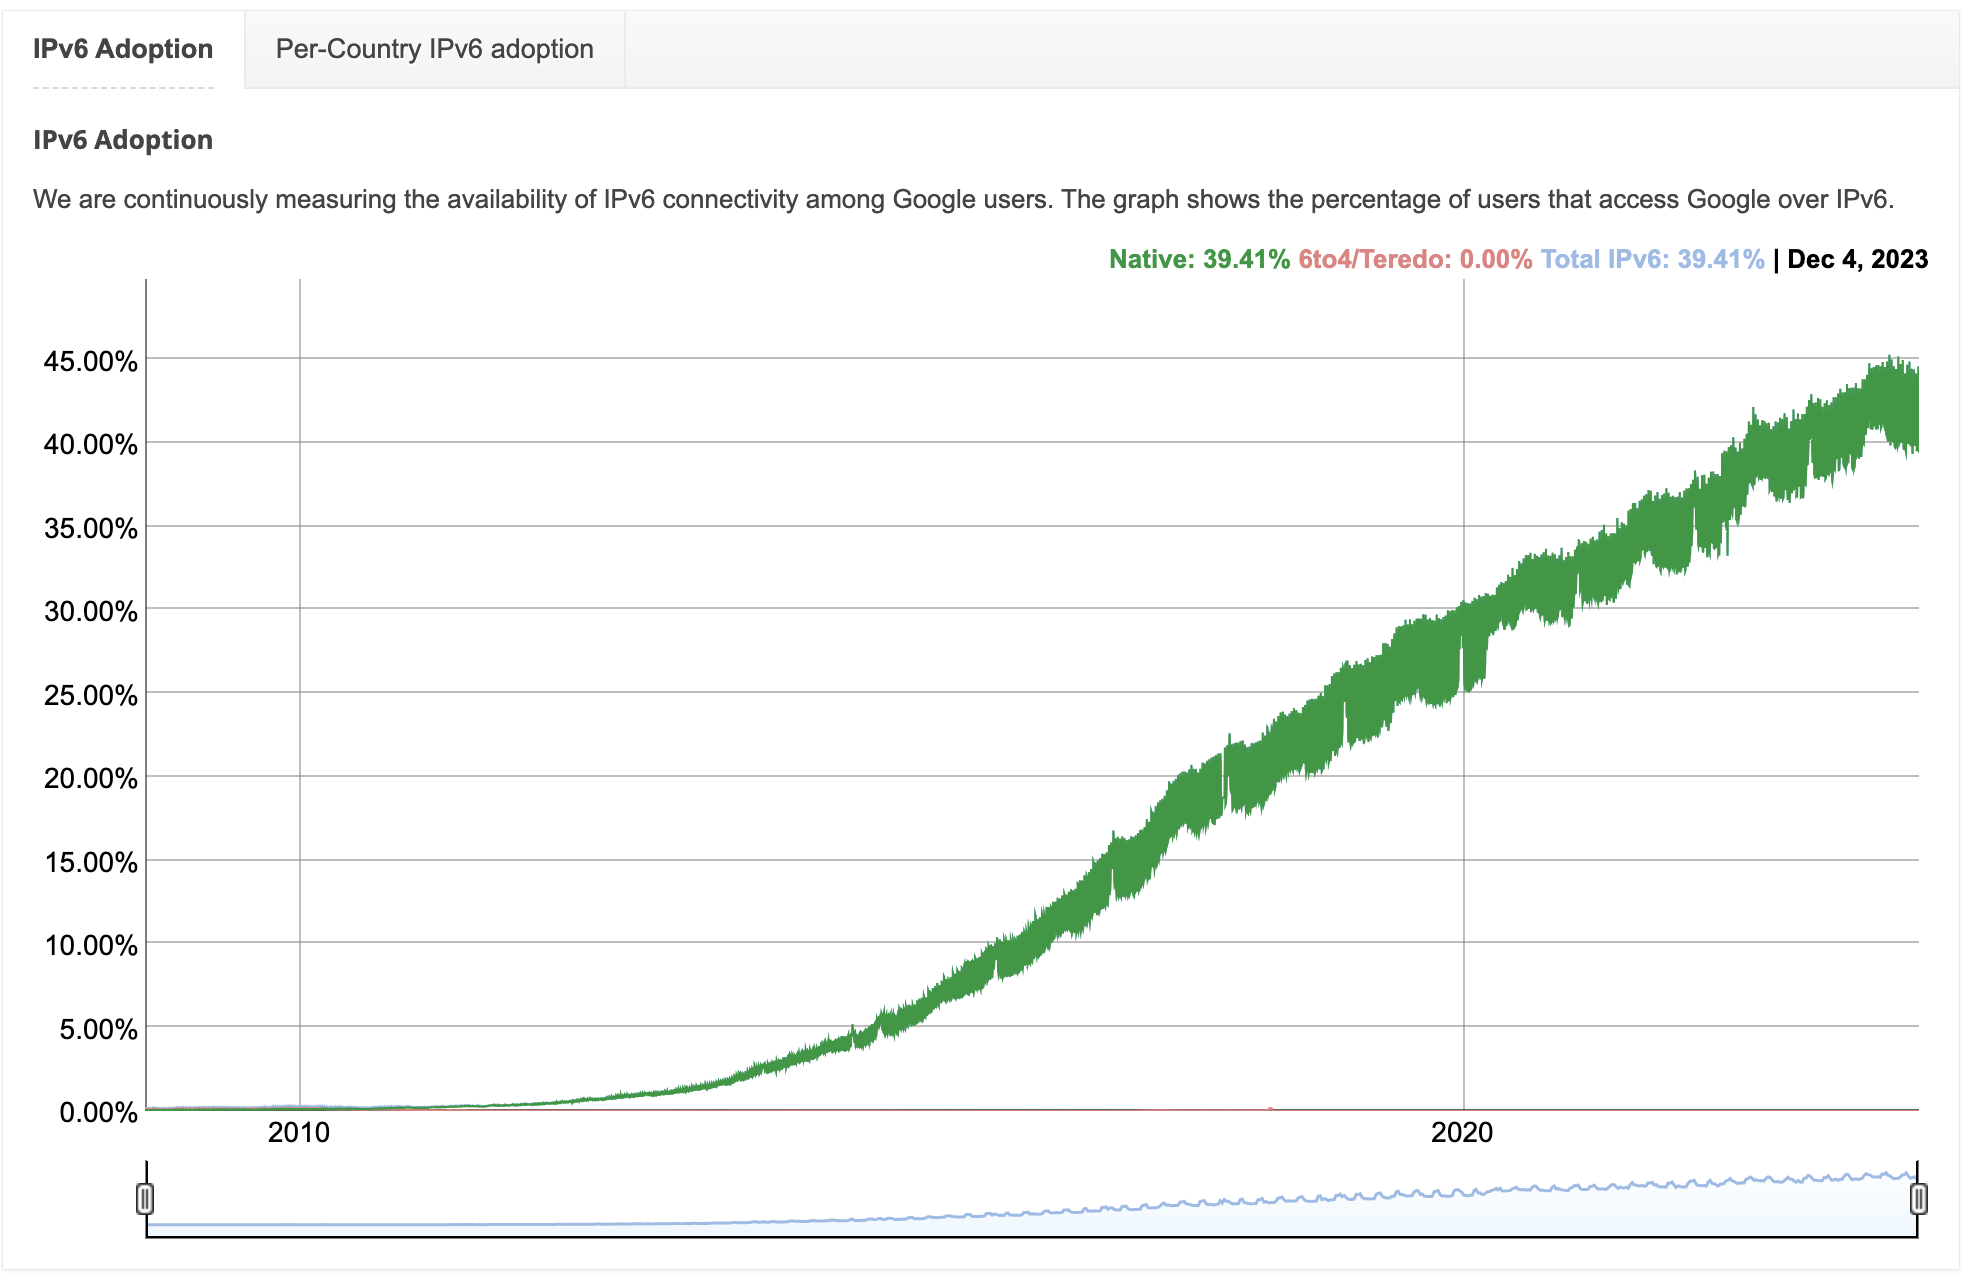 IPv6 Adoption
Per-Country IPv6 adoption
IPv6 Adoption
We are continuously measuring the availability of IPv6 connectivity among Google users. The graph shows the percentage of users that access Google over IPv6.
Native: 39.41% 6to4/Teredo: 0.00% Total IPv6: 39.41% | Dec 4, 2023
45.00%
40.00%
35.00%
30.00%
25.00%
20.00%
15.00%
10.00%
5.00%
0.00%
2010
2020